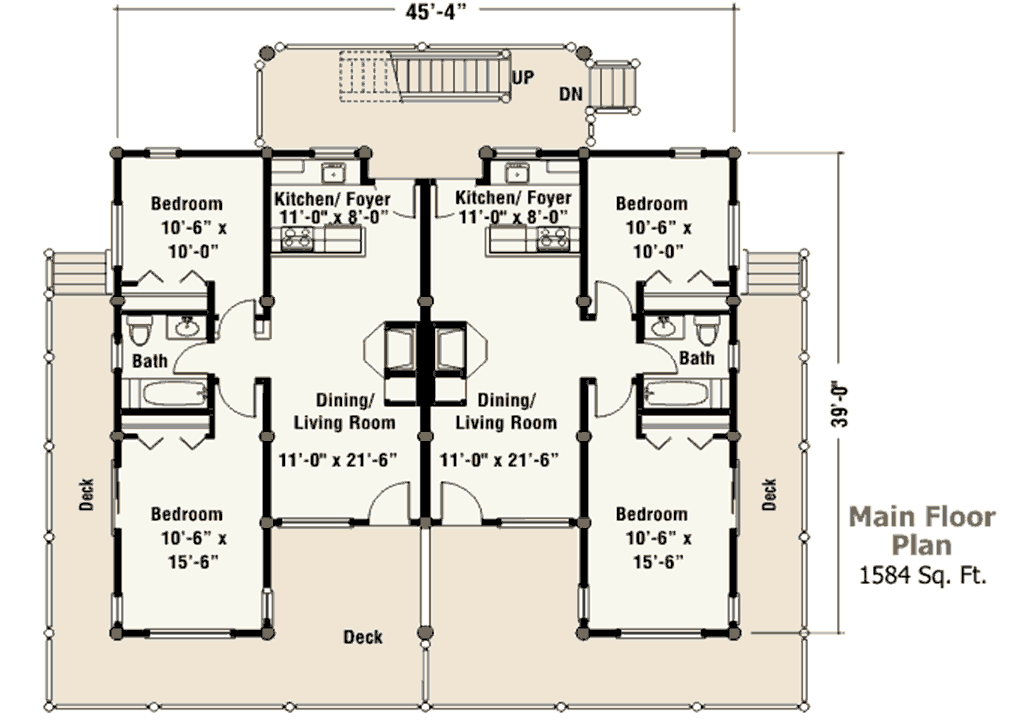 45'-4"
UP
DN
Kitchen/ Foyer
11'-0" x 8'-0"
Kitchen/ Foyer
11'-0" x 8'-0"
Bedroom
10'-6" x
10'-0"
Bedroom
10'-6" x
10'-0"
Bath
Bath
39'-0"
Dining/
Living Room
11'-0" x 21'-6"
Dining/
Living Room
11'-0" x 21'-6"
Deck
Deck
Bedroom
10'-6" x
15'-6"
Bedroom
10'-6" x
15'-6"
Main Floor
Plan
1584 Sq. Ft.
Deck